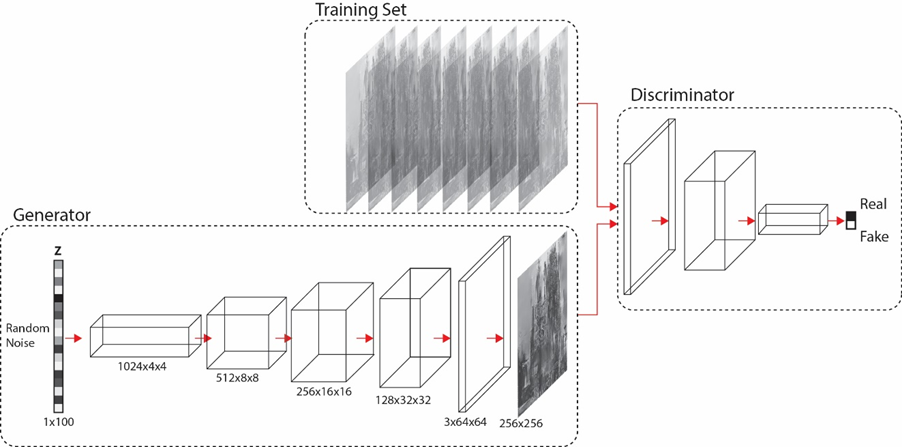 Training Set
Discriminator
Real
Fake
Generator
Z
Random
Noise
1024x4x4
512x8x8
256x16x16
128x32x32
1x100
3x64x64
256x256